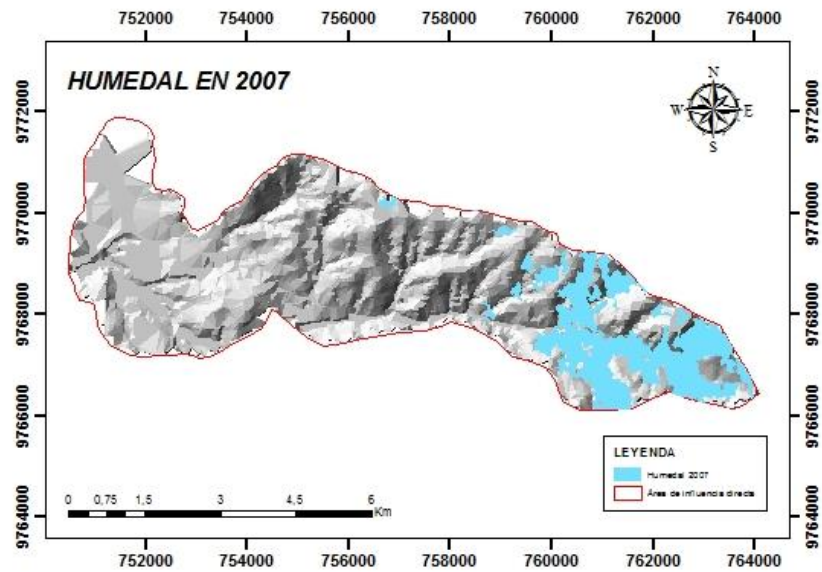 752000 754000 756000 758000 760000 762000 764000
HUMEDAL EN 2007
N
W E
S
9772000 9772000
9770000 9770000
9768000 9768000
9766000 9766000
9764000 9764000
LEYENDA
Humedal 2007
Área de influencia directa
0 0,75 1,5 3 4,5 6
Km
752000 754000 756000 758000 760000 762000 764000